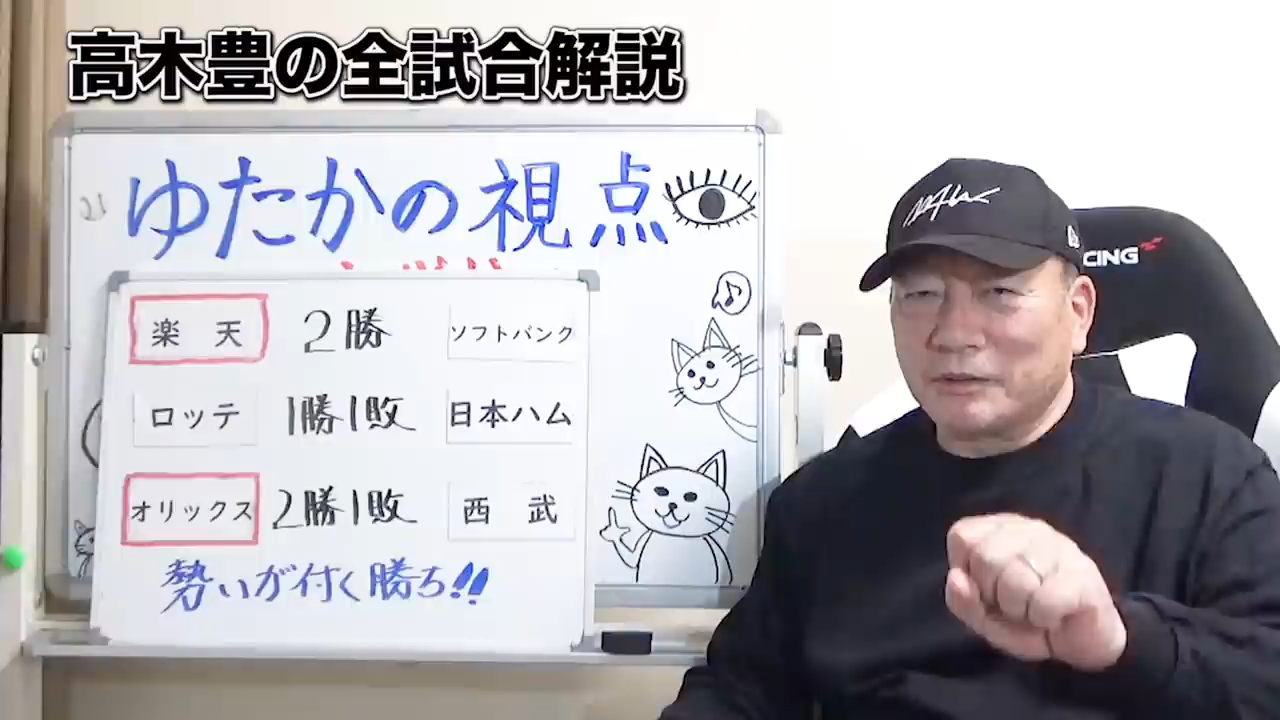 高木豊の全試合解説
ゆたかの視点
楽天 2勝 ソフトバンク
ロッテ 1勝1敗 日本ハム
オリックス 2勝1敗 西武
勢いが付く勝ち!!
CING